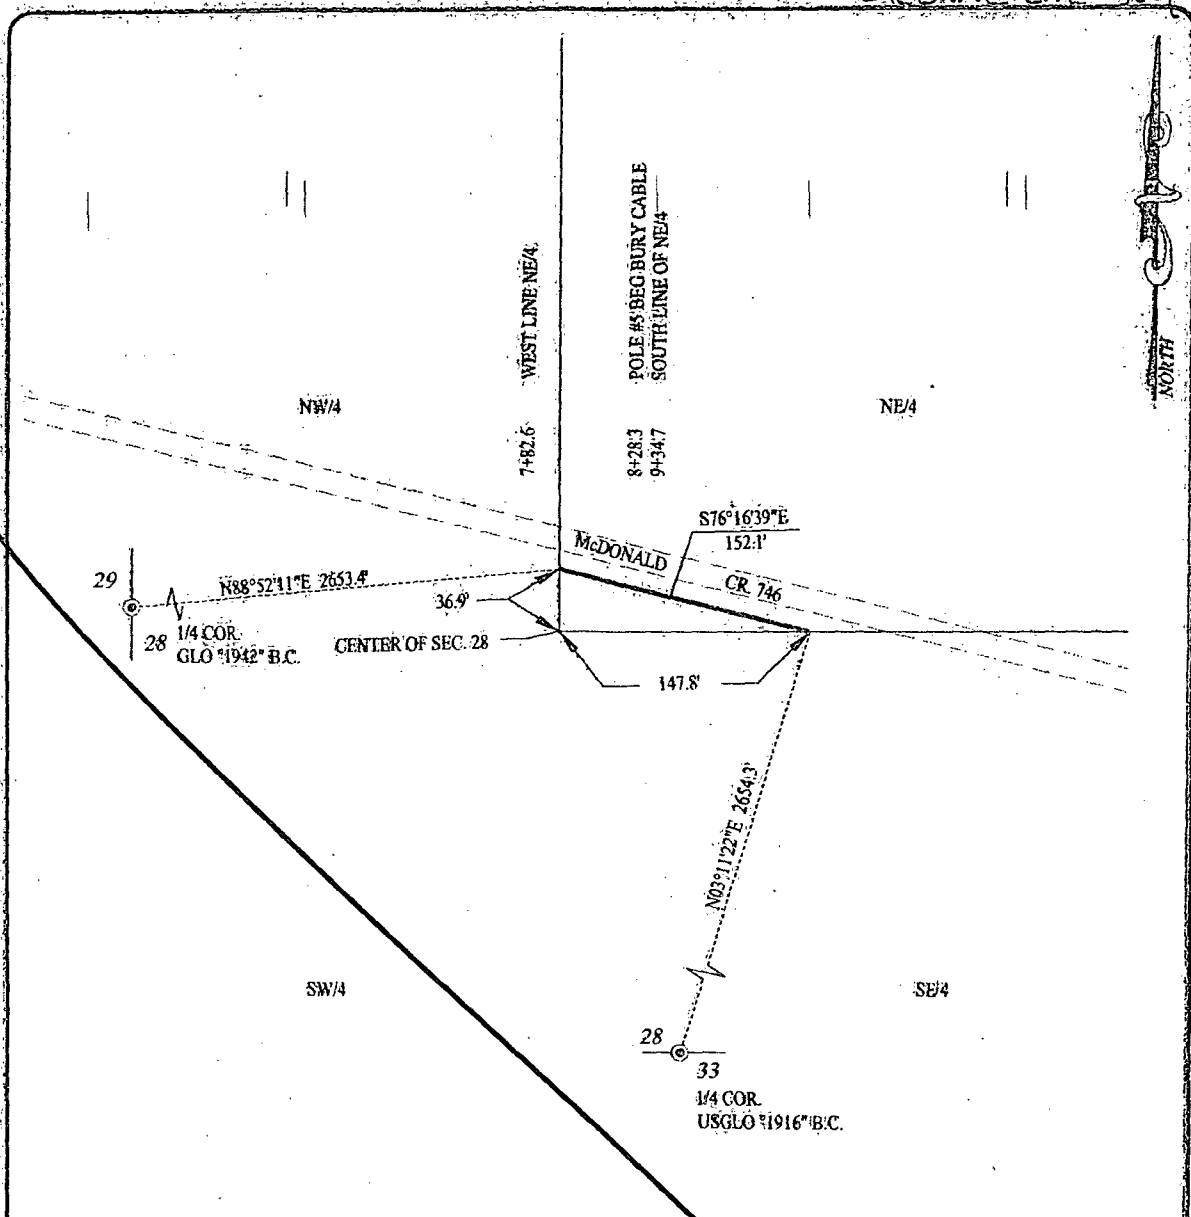 WEST LINE NE/4
7+82.6
POLE #5 BEG BURY CABLE
8+28.3
SOUTH LINE OF NE/4
9+34.7
NORTH
NW/4
NE/4
S76°16'39"E
152.1'
McDONALD
CR 746
29
N88°52'11"E 2653.4'
36.9'
28
1/4 COR.
GLO "1942" B.C.
CENTER OF SEC. 28
147.8'
N03°11'22"E 2654.3'
SW/4
SE/4
28
33
1/4 COR.
USGLO "1916" B.C.